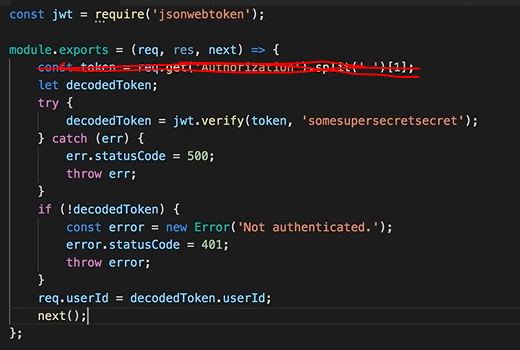 const jwt = require('jsonwebtoken');
module.exports = (req, res, next) => {
const token = req.get('Authorization').split(' ')[1];
let decodedToken;
try {
decodedToken = jwt.verify(token, 'somesupersecretsecret');
} catch (err) {
err.statusCode = 500;
throw err;
}
if (!decodedToken) {
const error = new Error('Not authenticated.');
error.statusCode = 401;
throw error;
}
req.userId = decodedToken.userId;
next();
};